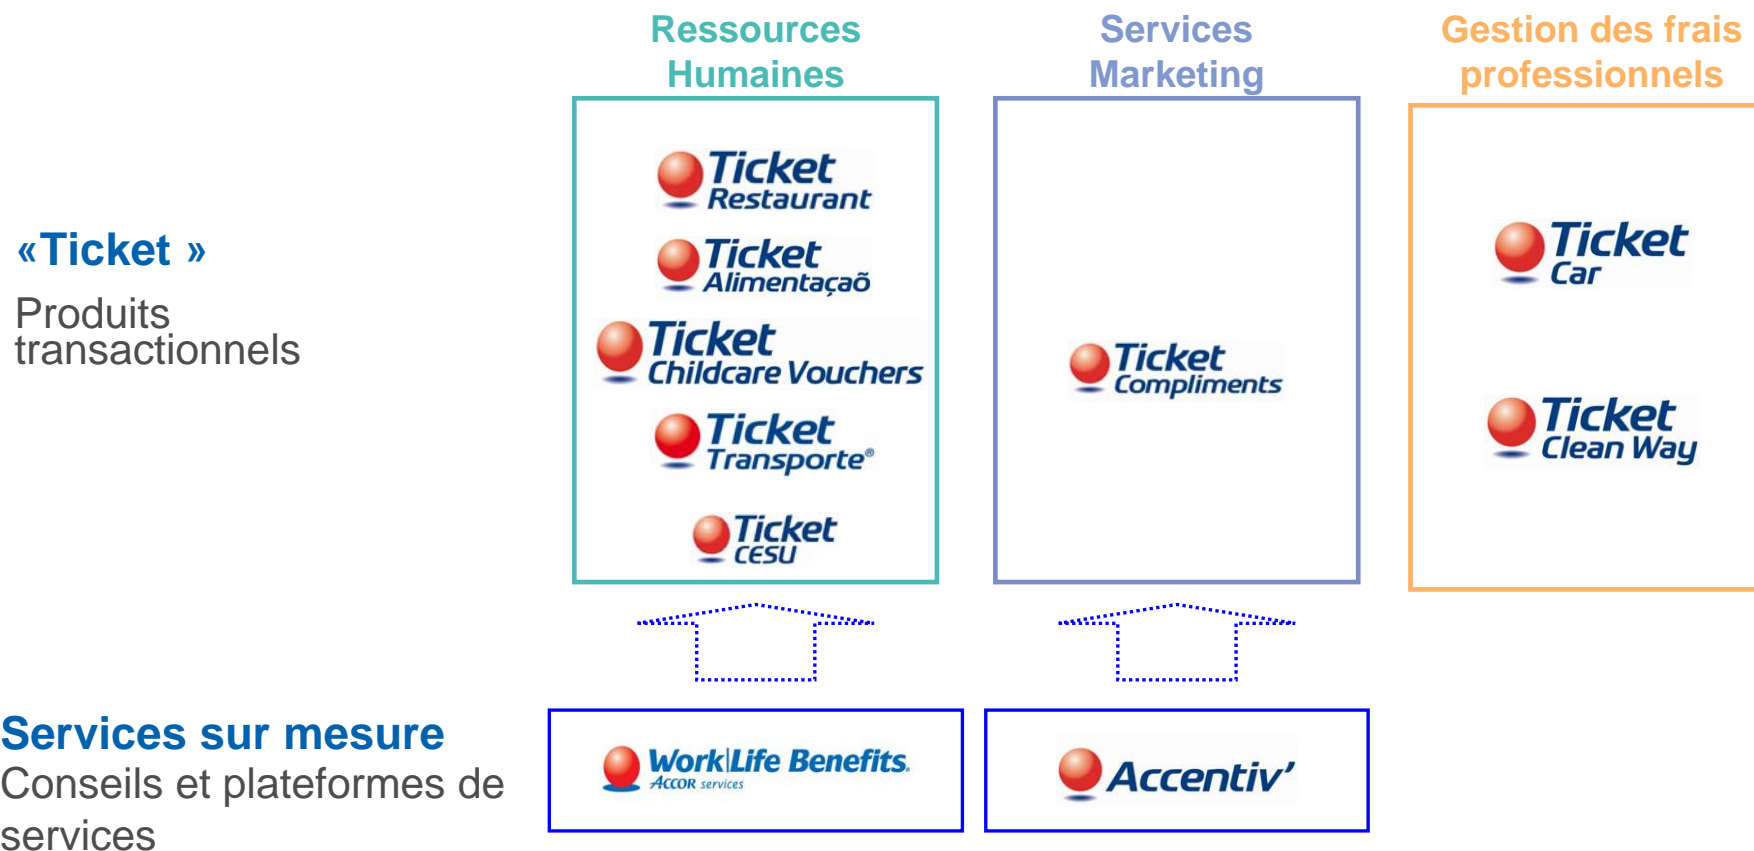 Ressources
Humaines
Services
Marketing
Gestion des frais
professionnels
«Ticket »
Produits
transactionnels
Ticket
Restaurant
Ticket
Alimentaçaõ
Ticket
Childcare Vouchers
Ticket
Transporte®
Ticket
CESU
Ticket
Compliments
Ticket
Car
Ticket
Clean Way
Services sur mesure
Conseils et plateformes de
services
Work|Life Benefits.
ACCOR services
Accentiv’